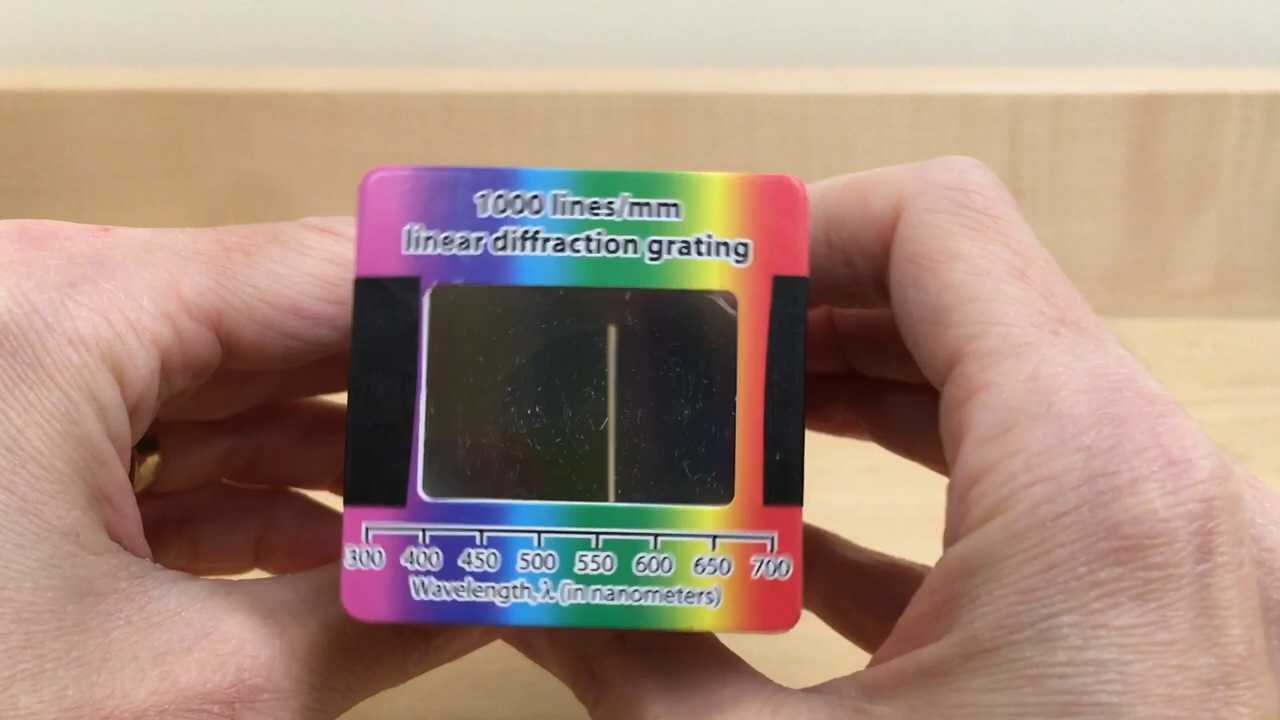 1000 lines/mm
linear diffraction grating
300 400 450 500 550 600 650 700
Wavelength, λ (in nanometers)